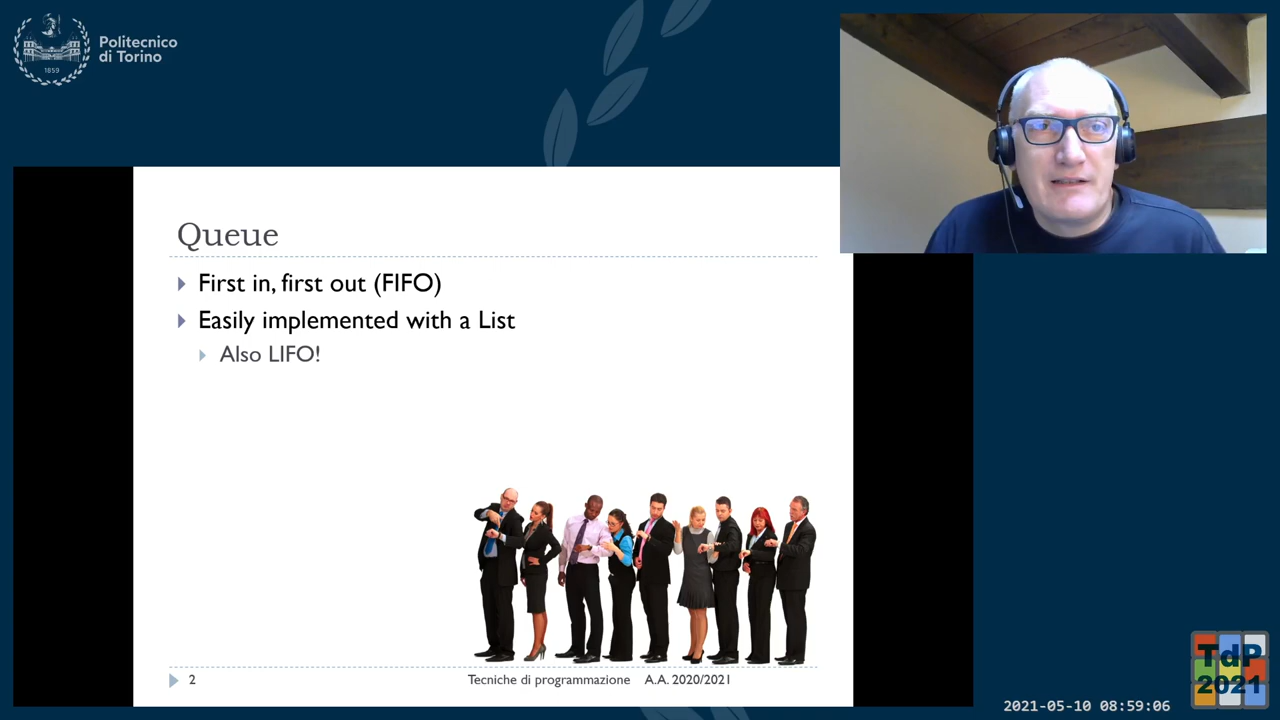 Politecnico
di Torino
1859
Queue
First in, first out (FIFO)
Easily implemented with a List
Also LIFO!
2
Tecniche di programmazione A.A. 2020/2021
TdP
2021
2021-05-10 08:59:06